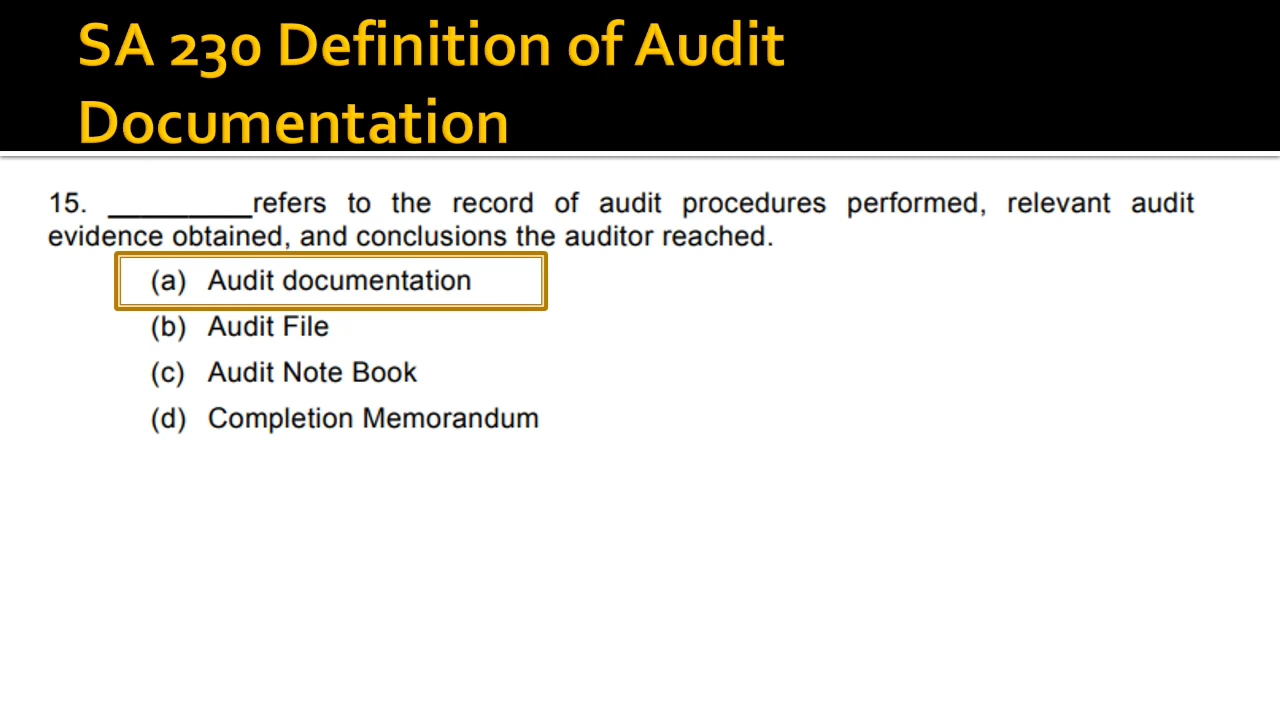 SA 230 Definition of Audit
Documentation
15. _________refers to the record of audit procedures performed, relevant audit
evidence obtained, and conclusions the auditor reached.
(a) Audit documentation
(b) Audit File
(c) Audit Note Book
(d) Completion Memorandum